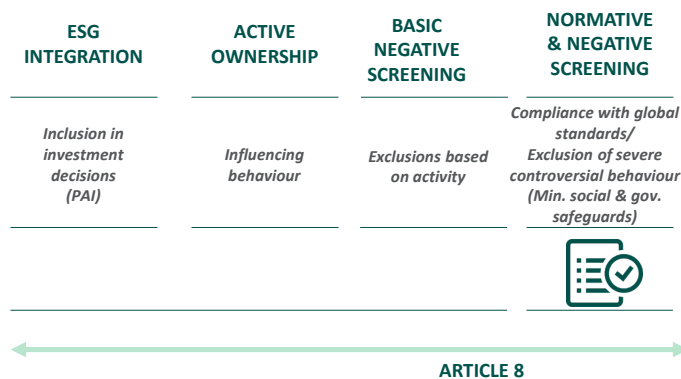 ESG
INTEGRATION
ACTIVE
OWNERSHIP
BASIC
NEGATIVE
SCREENING
NORMATIVE
& NEGATIVE
SCREENING
Inclusion in
investment
decisions
(PAI)
Influencing
behaviour
Exclusions based
on activity
Compliance with global
standards/
Exclusion of severe
controversial behaviour
(Min. social & gov.
safeguards)
ARTICLE 8